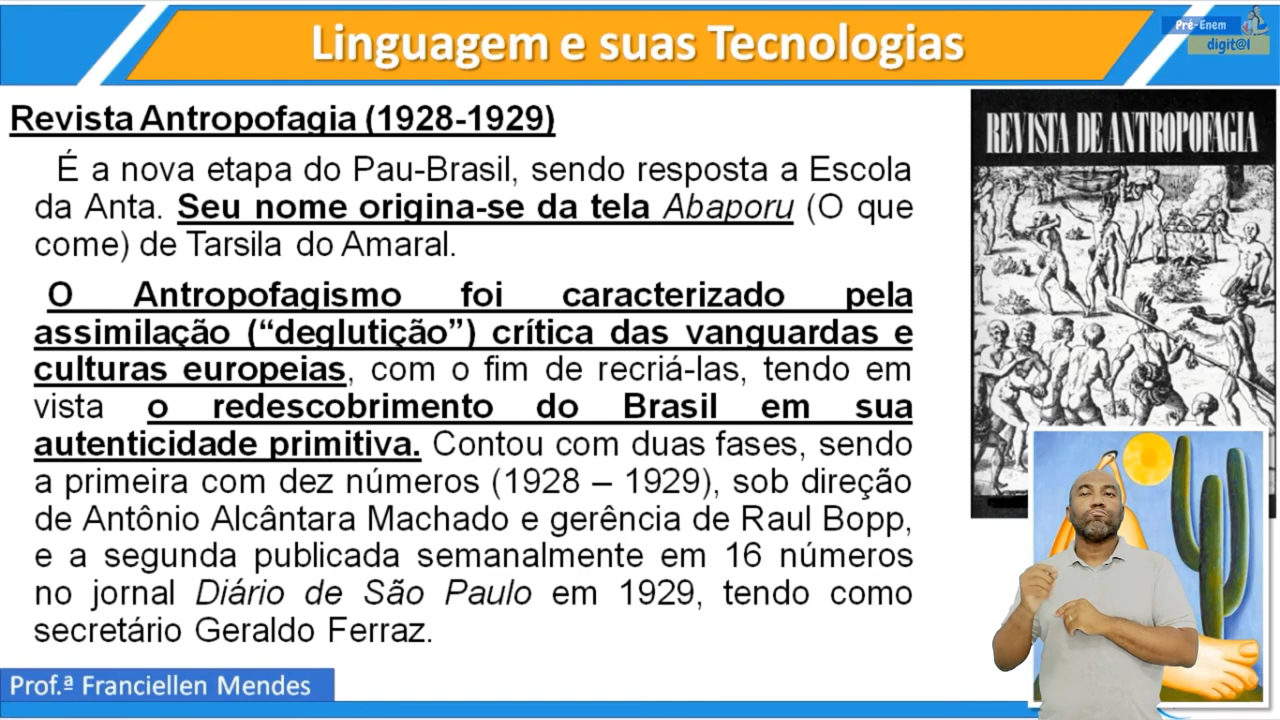 Linguagem e suas Tecnologias
Pré-Enem
digit@l
Revista Antropofagia (1928-1929)
É a nova etapa do Pau-Brasil, sendo resposta a Escola
da Anta. Seu nome origina-se da tela Abaporu (O que
come) de Tarsila do Amaral.
O Antropofagismo foi caracterizado pela
assimilação (“deglutição”) crítica das vanguardas e
culturas europeias, com o fim de recriá-las, tendo em
vista o redescobrimento do Brasil em sua
autenticidade primitiva. Contou com duas fases, sendo
a primeira com dez números (1928 – 1929), sob direção
de Antônio Alcântara Machado e gerência de Raul Bopp,
e a segunda publicada semanalmente em 16 números
no jornal Diário de São Paulo em 1929, tendo como
secretário Geraldo Ferraz.
REVISTA DE ANTROPOFAGIA
Prof.ª Franciellen Mendes